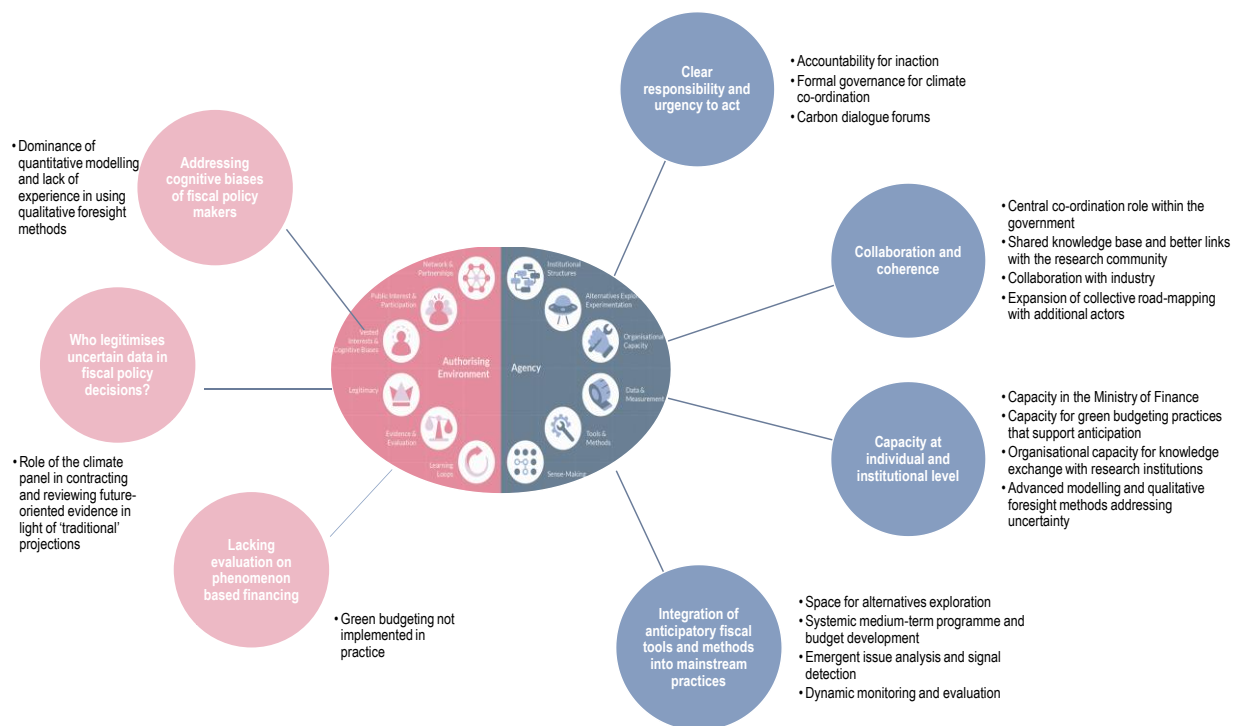 Clear
responsibility and
urgency to act
• Accountability for inaction
• Formal governance for climate
co-ordination
• Carbon dialogue forums
• Dominance of
quantitative modelling
and lack of
experience in using
qualitative foresight
methods
Addressing
cognitive biases
of fiscal policy
makers
Collaboration and
coherence
• Central co-ordination role within the
government
• Shared knowledge base and better links
with the research community
• Collaboration with industry
• Expansion of collective road-mapping
with additional actors
Network &
Partnerships
Public Interest &
Participation
Interests &
Cognitive Biases
Legitimacy
Evidence &
Evaluation
Learning
Loops
Authorising
Environment
Agency
Institutional
Structures
Alternatives
Experimentation
Organisational
Capacity
Data &
Measurement
Tools &
Methods
Sense-Making
Who legitimises
uncertain data in
fiscal policy
decisions?
• Role of the climate
panel in contracting
and reviewing future-
oriented evidence in
light of ‘traditional’
projections
Capacity at
individual and
institutional level
• Capacity in the Ministry of Finance
• Capacity for green budgeting practices
that support anticipation
• Organisational capacity for knowledge
exchange with research institutions
• Advanced modelling and qualitative
foresight methods addressing
uncertainty
Lacking
evaluation on
phenomenon
based financing
• Green budgeting not
implemented in
practice
Integration of
anticipatory fiscal
tools and methods
into mainstream
practices
• Space for alternatives exploration
• Systemic medium-term programme and
budget development
• Emergent issue analysis and signal
detection
• Dynamic monitoring and evaluation